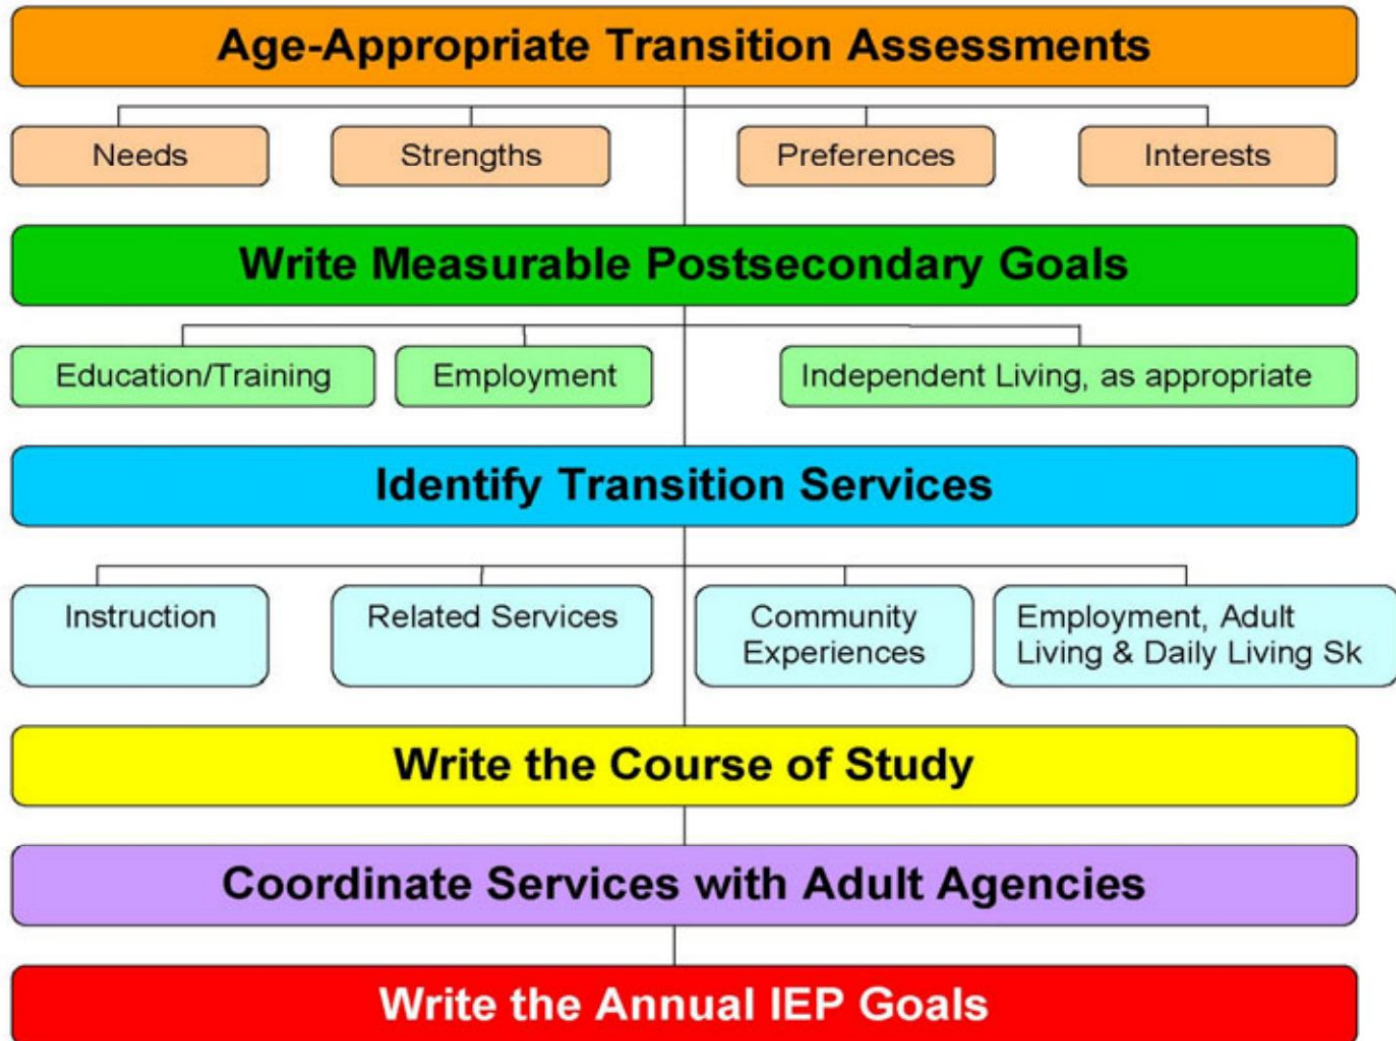 Age-Appropriate Transition Assessments
Needs
Strengths
Preferences
Interests
Write Measurable Postsecondary Goals
Education/Training
Employment
Independent Living, as appropriate
Identify Transition Services
Instruction
Related Services
Community
Experiences
Employment, Adult
Living & Daily Living Sk
Write the Course of Study
Coordinate Services with Adult Agencies
Write the Annual IEP Goals